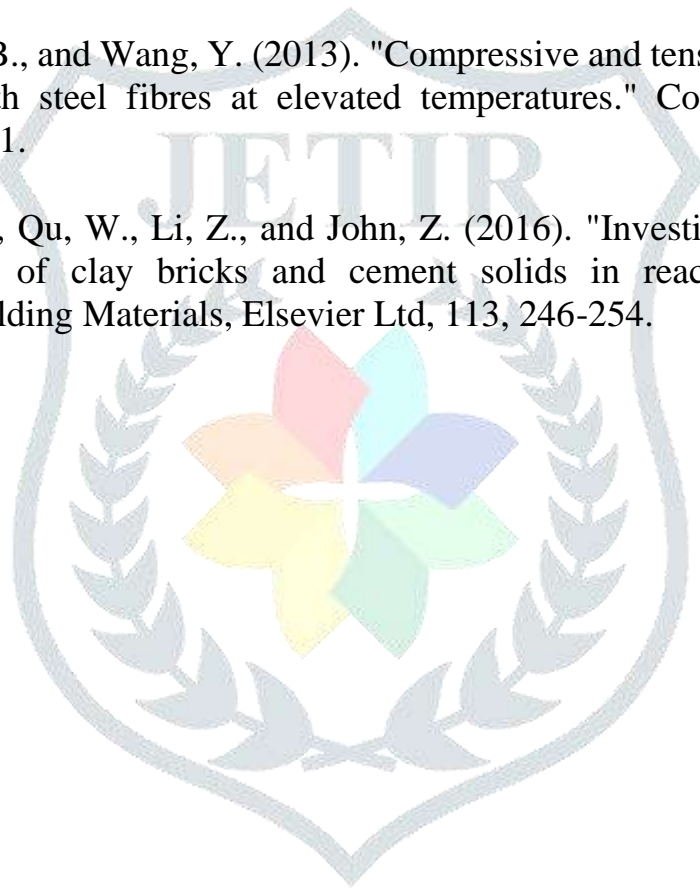 B., and Wang, Y. (2013). "Compressive and tens
th steel fibres at elevated temperatures." Co
1.
JETIR
, Qu, W., Li, Z., and John, Z. (2016). "Investi
of clay bricks and cement solids in reac
lding Materials, Elsevier Ltd, 113, 246-254.